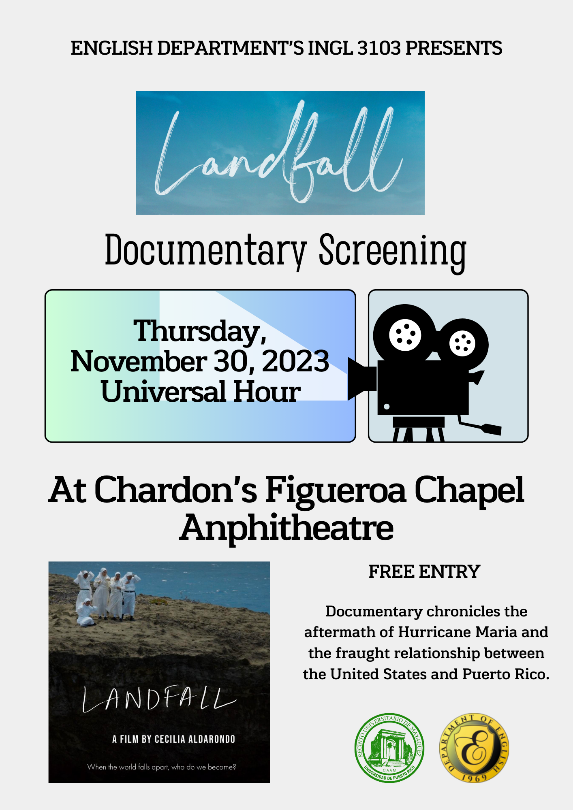 ENGLISH DEPARTMENT'S INGL 3103 PRESENTS
Landfall
Documentary Screening
Thursday,
November 30, 2023
Universal Hour
At Chardon's Figueroa Chapel
Anphitheatre
LANDFALL
A FILM BY CECILIA ALDARONDO
When the world falls apart, who do we become?
FREE ENTRY
Documentary chronicles the
aftermath of Hurricane Maria and
the fraught relationship between
the United States and Puerto Rico.
DEPARTMENT OF ENGLISH
E
1969